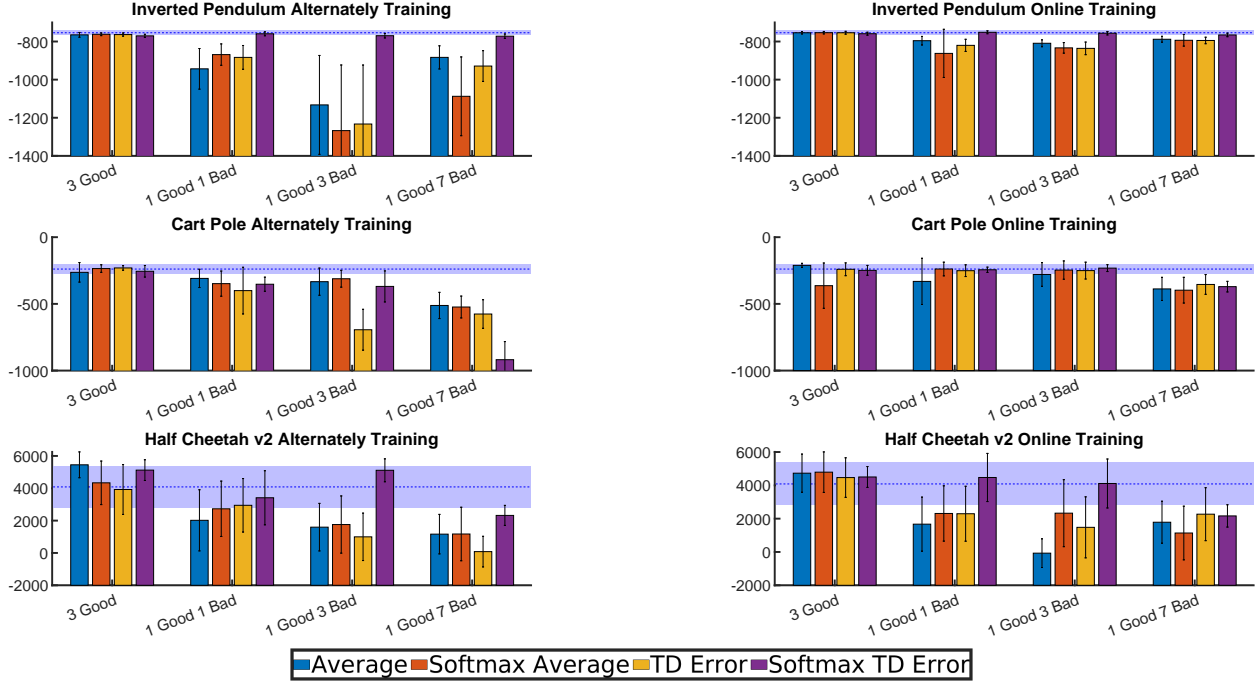 Inverted Pendulum Alternately Training
-800
-1000
-1200
-1400
3 Good
1 Good 1 Bad
1 Good 3 Bad
1 Good 7 Bad
Inverted Pendulum Online Training
-800
-1000
-1200
-1400
3 Good
1 Good 1 Bad
1 Good 3 Bad
1 Good 7 Bad
Cart Pole Alternately Training
0
-500
-1000
3 Good
1 Good 1 Bad
1 Good 3 Bad
1 Good 7 Bad
Cart Pole Online Training
0
-500
-1000
3 Good
1 Good 1 Bad
1 Good 3 Bad
1 Good 7 Bad
Half Cheetah v2 Alternately Training
6000
4000
2000
0
-2000
3 Good
1 Good 1 Bad
1 Good 3 Bad
1 Good 7 Bad
Half Cheetah v2 Online Training
6000
4000
2000
0
-2000
3 Good
1 Good 1 Bad
1 Good 3 Bad
1 Good 7 Bad
Average Softmax Average TD Error Softmax TD Error